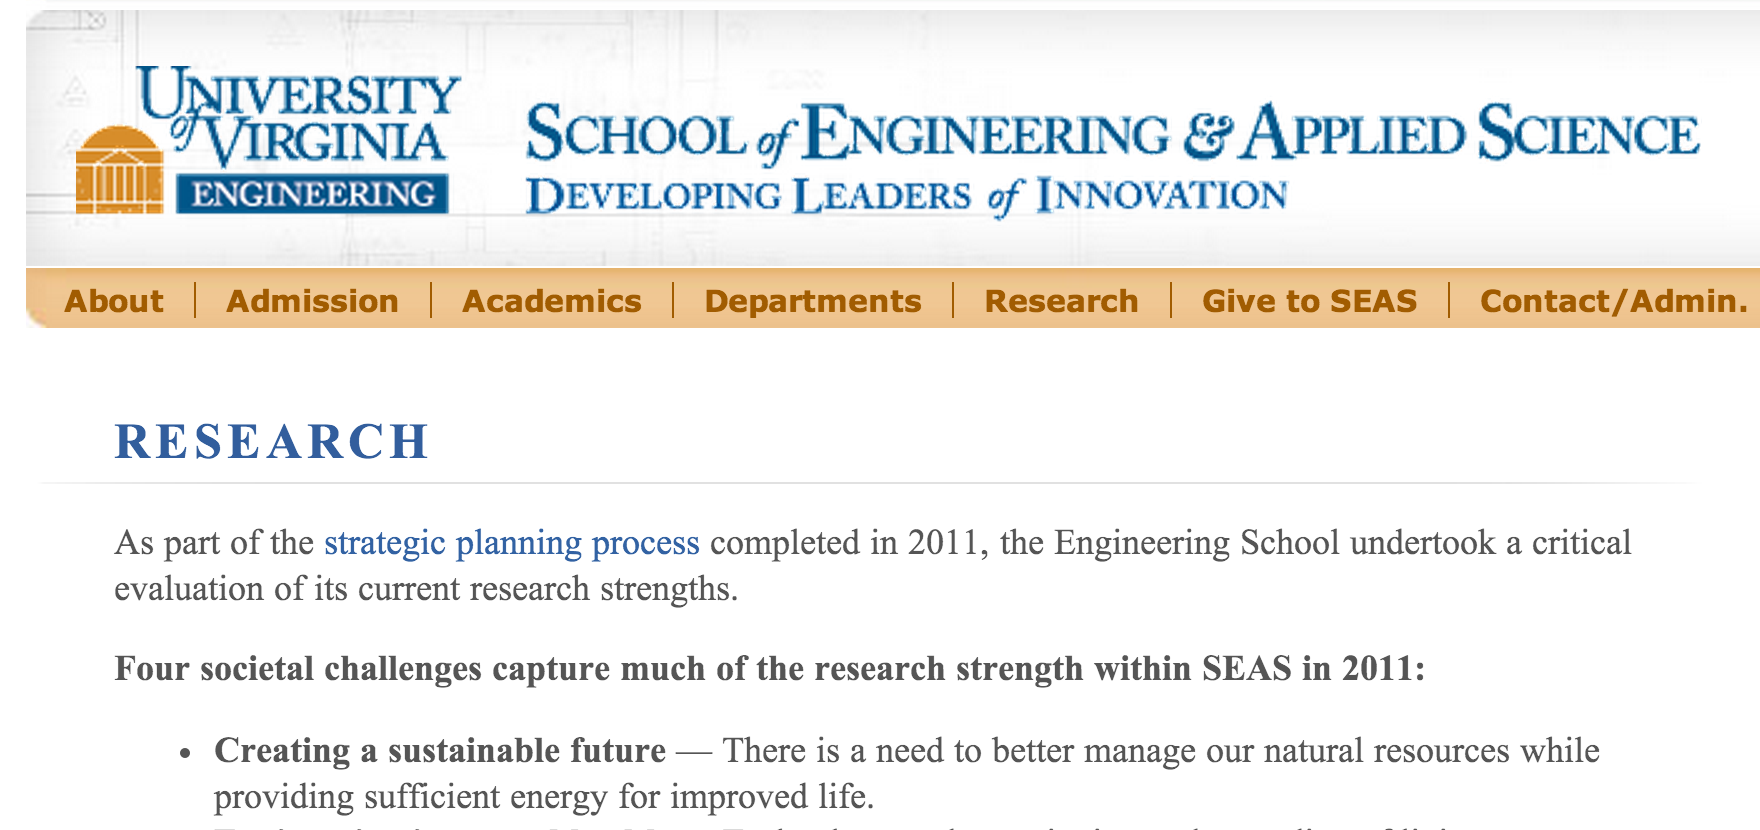 UNIVERSITY
of VIRGINIA
ENGINEERING
SCHOOL of ENGINEERING & APPLIED SCIENCE
DEVELOPING LEADERS of INNOVATION
About | Admission | Academics | Departments | Research | Give to SEAS | Contact/Admin.
RESEARCH
As part of the strategic planning process completed in 2011, the Engineering School undertook a critical
evaluation of its current research strengths.
Four societal challenges capture much of the research strength within SEAS in 2011:
• Creating a sustainable future — There is a need to better manage our natural resources while
providing sufficient energy for improved life.